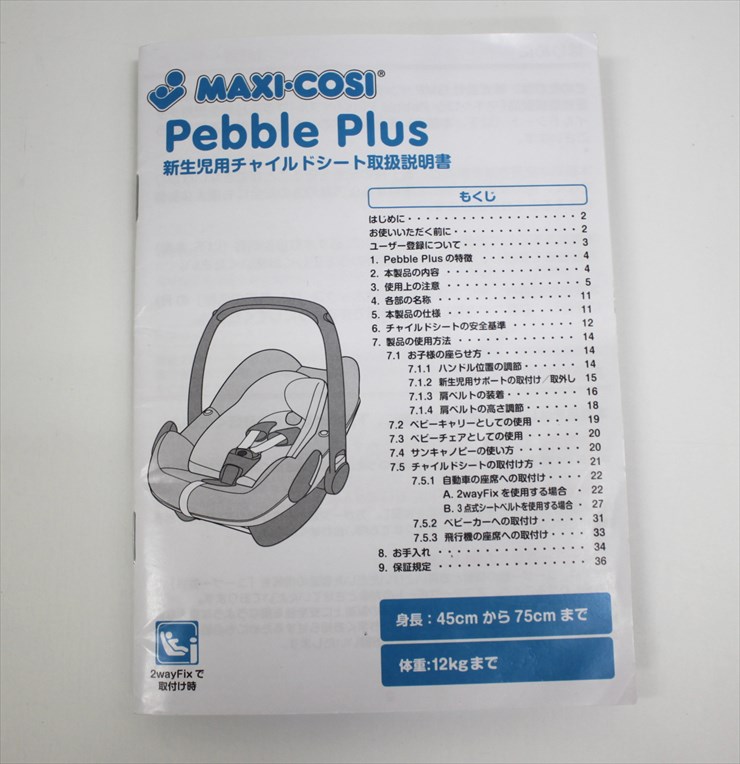 MAXI-COSI®
Pebble Plus
新生児用チャイルドシート取扱説明書
もくじ
はじめに・・・・・・・・・・・・・・・・・・・ 2
お使いいただく前に・・・・・・・・・・・・・・ 2
ユーザー登録について・・・・・・・・・・・・・ 3
1. Pebble Plusの特徴 ・・・・・・・・・・・・ 4
2. 本製品の内容 ・・・・・・・・・・・・・・・ 4
3. 使用上の注意 ・・・・・・・・・・・・・・・ 5
4. 各部の名称 ・・・・・・・・・・・・・・・ 11
5. 本製品の仕様 ・・・・・・・・・・・・・・ 11
6. チャイルドシートの安全基準 ・・・・・・・ 12
7. 製品の使用方法 ・・・・・・・・・・・・・ 14
7.1 お子様の座らせ方 ・・・・・・・・・・・ 14
7.1.1 ハンドル位置の調節・・・・・・・ 14
7.1.2 新生児用サポートの取付け／取外し 15
7.1.3 肩ベルトの装着・・・・・・・・・ 16
7.1.4 肩ベルトの高さ調節・・・・・・・ 18
7.2 ベビーキャリーとしての使用 ・・・・・・ 19
7.3 ベビーチェアとしての使用 ・・・・・・・ 20
7.4 サンキャノピーの使い方 ・・・・・・・・ 20
7.5 チャイルドシートの取付け方 ・・・・・・ 21
7.5.1 自動車の座席への取付け・・・・・ 22
A. 2wayFixを使用する場合 ・・・ 22
B. 3点式シートベルトを使用する場合 ・ 27
7.5.2 ベビーカーへの取付け・・・・・・ 31
7.5.3 飛行機の座席への取付け・・・・・ 33
8. お手入れ ・・・・・・・・・・・・・・・・ 34
9. 保証規定 ・・・・・・・・・・・・・・・・ 36
身長：45cm から 75cm まで
体重:12kgまで
2wayFix で
取付け時